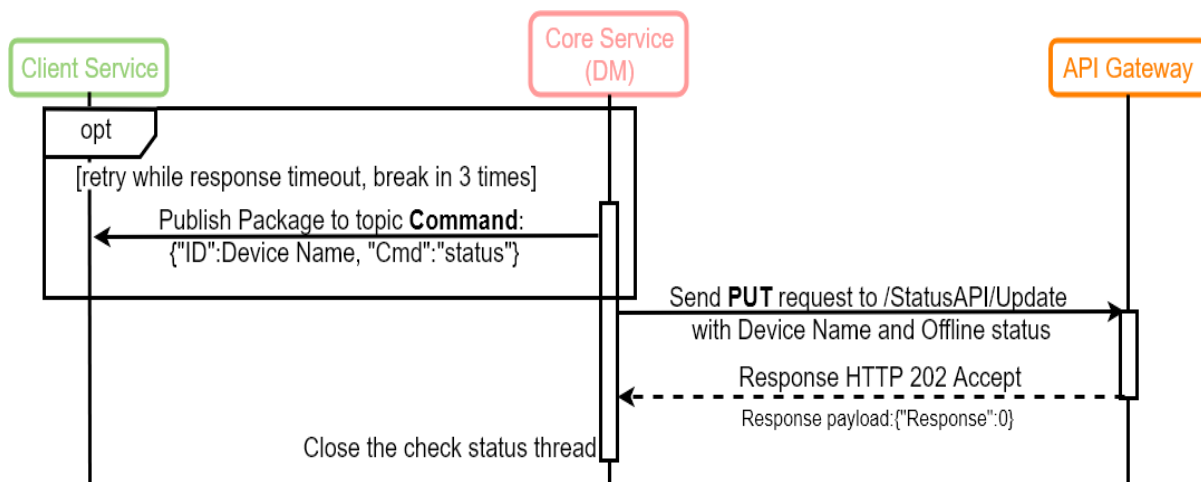 Client Service
Core Service
(DM)
API Gateway
opt
[retry while response timeout, break in 3 times]
Publish Package to topic Command:
{"ID":Device Name, "Cmd":"status"}
Send PUT request to /StatusAPI/Update
with Device Name and Offline status
Response HTTP 202 Accept
Response payload:{"Response":0}
Close the check status thread